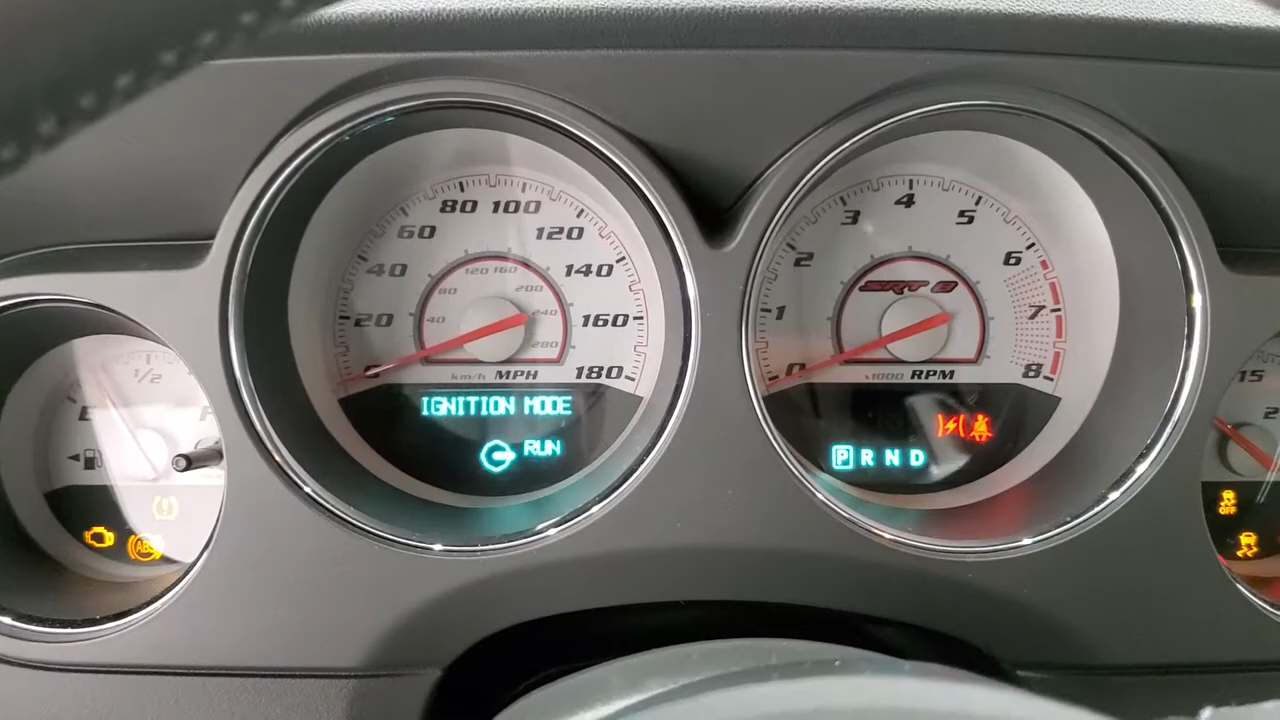 80 100
60 120
40 140
20 160
0 180
120 160
80 200
40 240
280
km/h MPH
IGNITION MODE
RUN
4
3 5
2 6
1 7
0 8
SRT 8
x1000 RPM
P R N D
1/2
E F
ABS
15
OFF